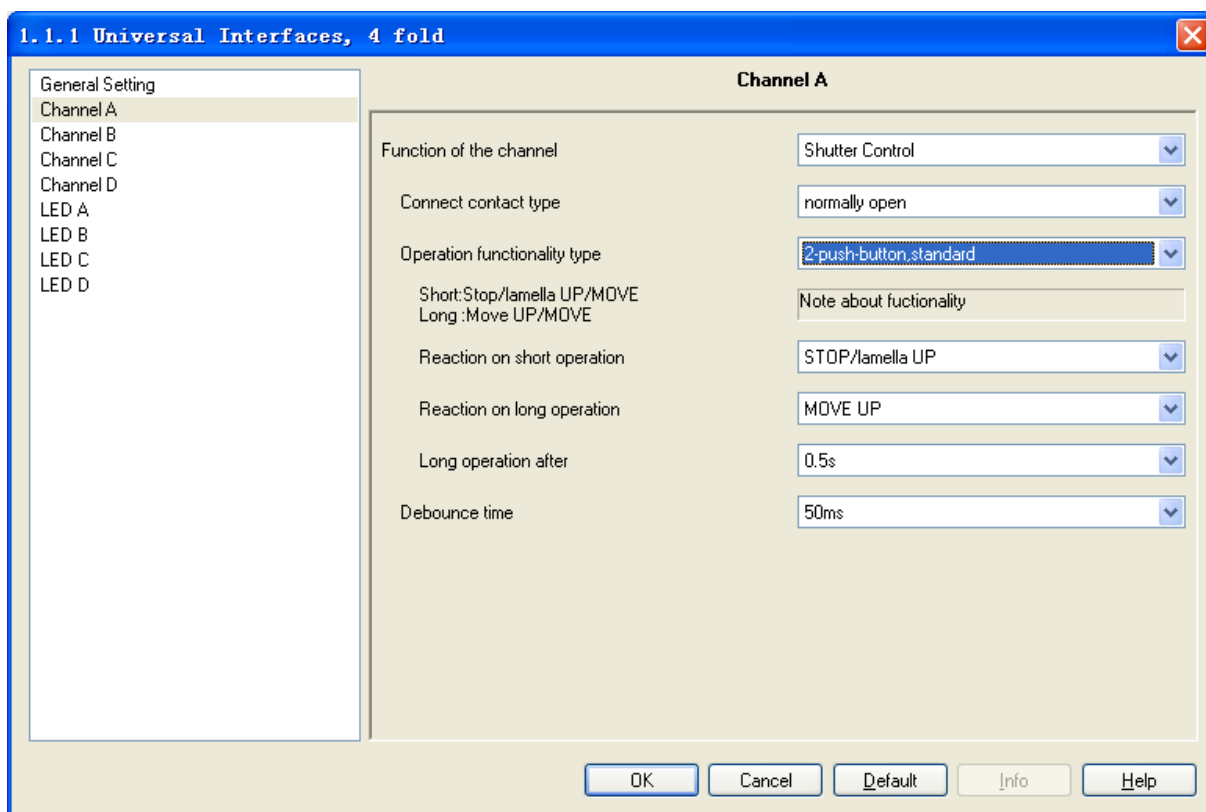 1.1.1 Universal Interfaces, 4 fold
General Setting
Channel A
Channel B
Channel C
Channel D
LED A
LED B
LED C
LED D
Channel A
Function of the channel
Shutter Control
Connect contact type
normally open
Operation functionality type
2-push-button,standard
Short:Stop/lamella UP/MOVE
Long :Move UP/MOVE
Note about fuctionality
Reaction on short operation
STOP/lamella UP
Reaction on long operation
MOVE UP
Long operation after
0.5s
Debounce time
50ms
OK
Cancel
Default
Info
Help